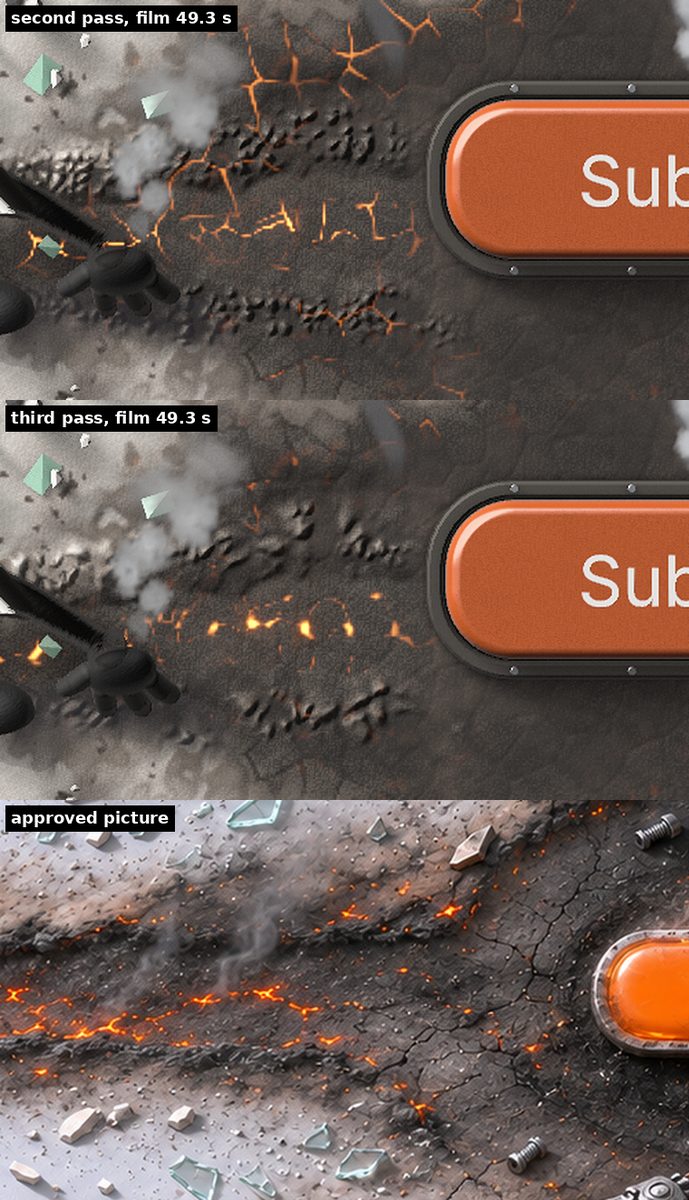 second pass, film 49.3 s
Sub
third pass, film 49.3 s
Sub
approved picture